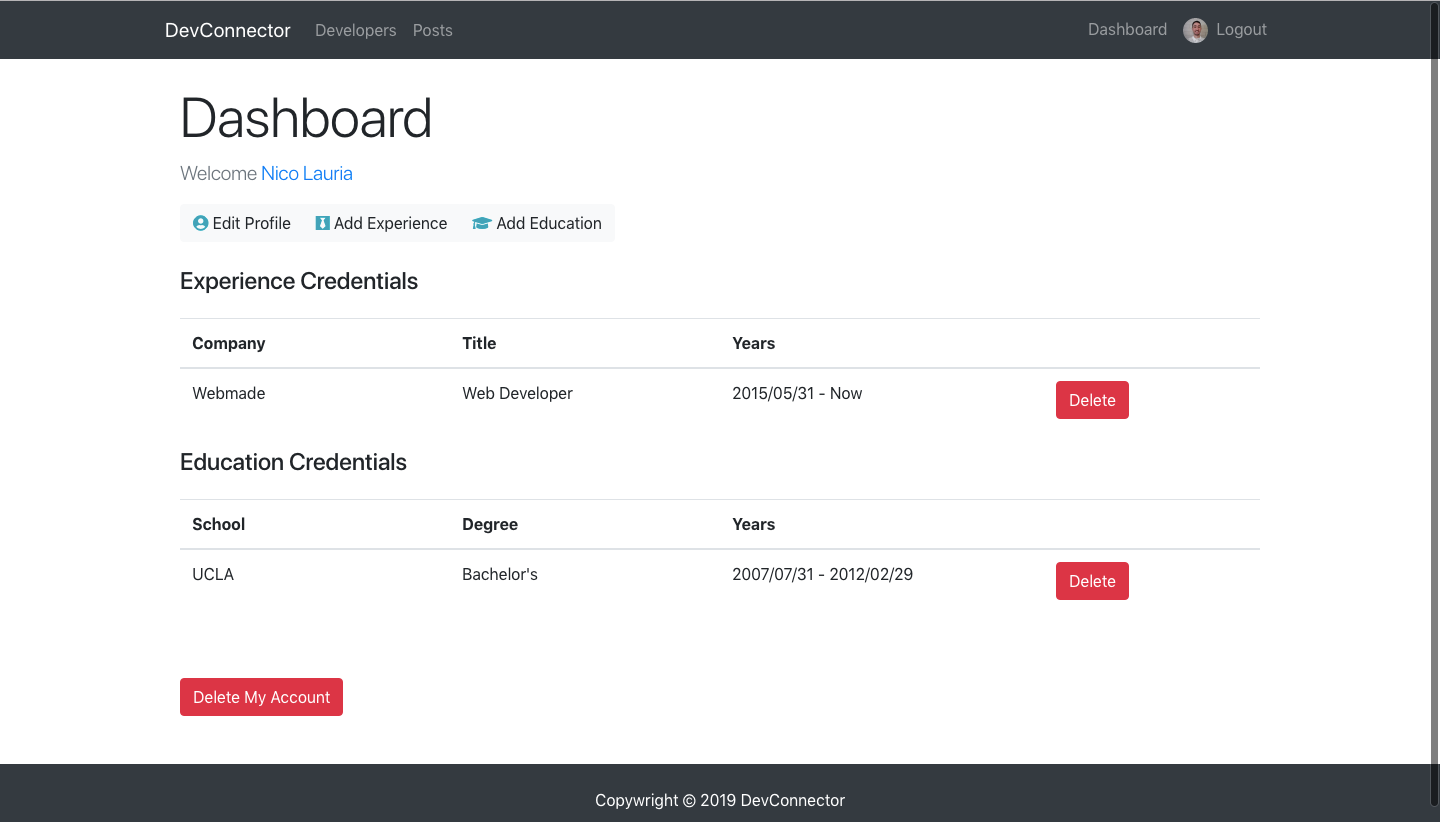 DevConnector Developers Posts Dashboard Logout
Dashboard
Welcome Nico Lauria
Edit Profile Add Experience Add Education
Experience Credentials
Company Title Years
Webmade Web Developer 2015/05/31 - Now Delete
Education Credentials
School Degree Years
UCLA Bachelor's 2007/07/31 - 2012/02/29 Delete
Delete My Account
Copywright © 2019 DevConnector